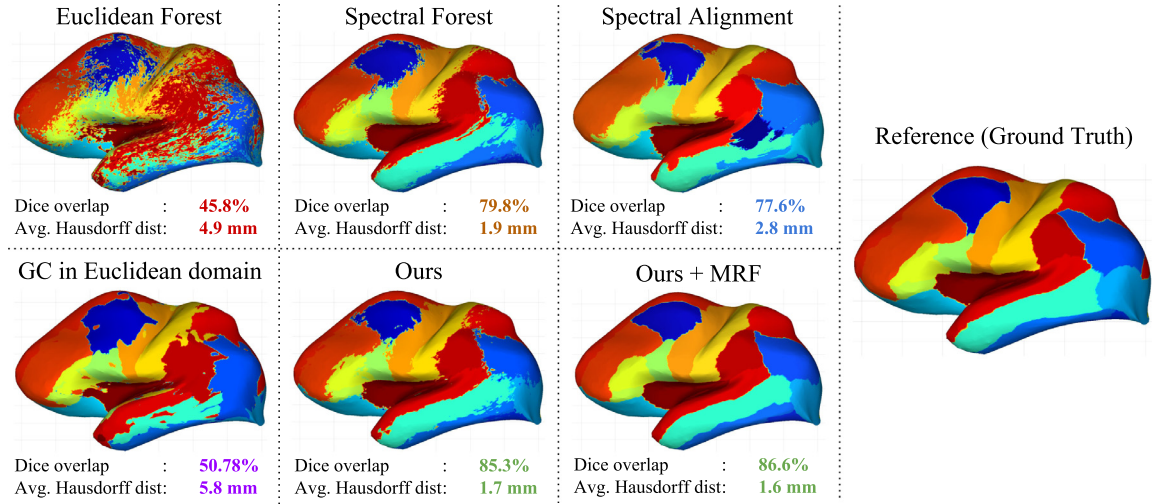 Euclidean Forest
Dice overlap : 45.8%
Avg. Hausdorff dist: 4.9 mm
Spectral Forest
Dice overlap : 79.8%
Avg. Hausdorff dist: 1.9 mm
Spectral Alignment
Dice overlap : 77.6%
Avg. Hausdorff dist: 2.8 mm
GC in Euclidean domain
Dice overlap : 50.78%
Avg. Hausdorff dist: 5.8 mm
Ours
Dice overlap : 85.3%
Avg. Hausdorff dist: 1.7 mm
Ours + MRF
Dice overlap : 86.6%
Avg. Hausdorff dist: 1.6 mm
Reference (Ground Truth)